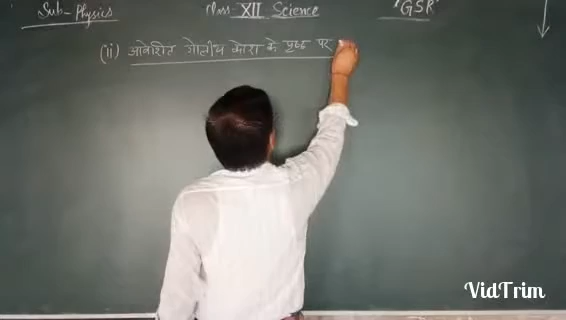 Sub- Physics Class XII Science "GSR"
(ii) आवेशित गोलीय कोश के पृष्ठ पर
VidTrim